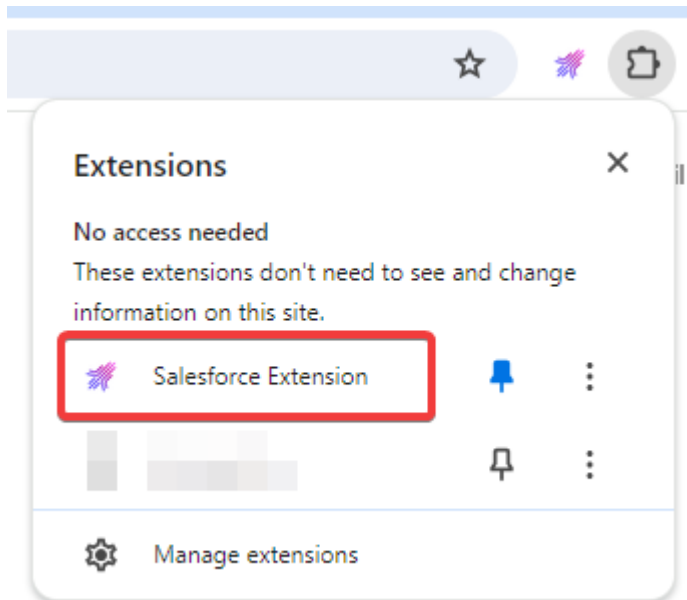 Extensions
No access needed
These extensions don't need to see and change
information on this site.
Salesforce Extension
Manage extensions